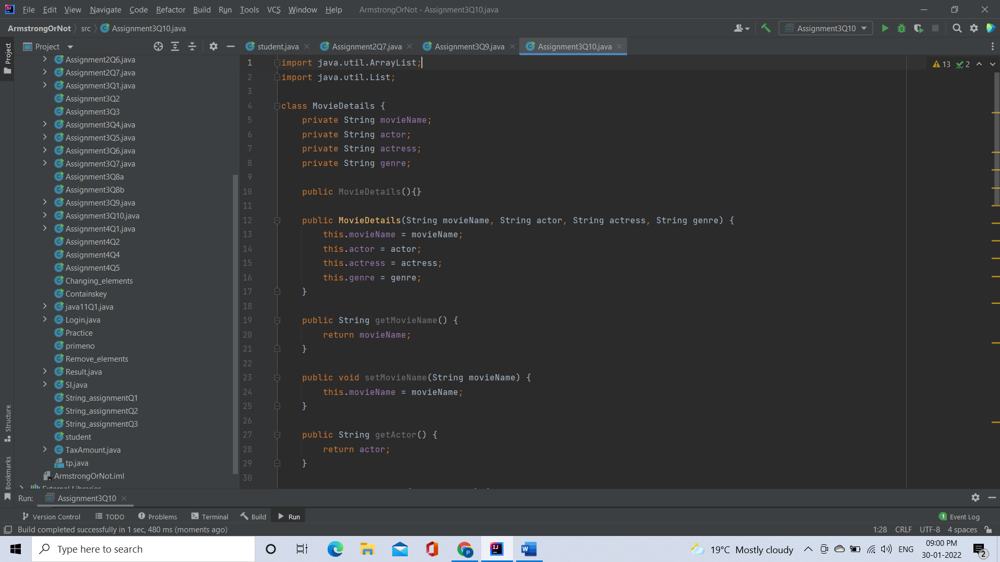 File Edit View Navigate Code Refactor Build Run Tools VCS Window Help ArmstrongOrNot - Assignment3Q10.java
ArmstrongOrNot src Assignment3Q10.java
Assignment3Q10
Project
student.java Assignment2Q7.java Assignment3Q9.java Assignment3Q10.java
Project
Structure
Bookmarks
Assignment2Q6.java
Assignment2Q7.java
Assignment3Q1.java
Assignment3Q2
Assignment3Q3
Assignment3Q4.java
Assignment3Q5.java
Assignment3Q6.java
Assignment3Q7.java
Assignment3Q8a
Assignment3Q8b
Assignment3Q9.java
Assignment3Q10.java
Assignment4Q1.java
Assignment4Q2
Assignment4Q4
Assignment4Q5
Changing_elements
Containskey
java11Q1.java
Login.java
Practice
primeno
Remove_elements
Result.java
SI.java
String_assignmentQ1
String_assignmentQ2
String_assignmentQ3
student
TaxAmount.java
tp.java
ArmstrongOrNot.iml
External Libraries
13 2
1 import java.util.ArrayList;
2 import java.util.List;
3
4 class MovieDetails {
5 private String movieName;
6 private String actor;
7 private String actress;
8 private String genre;
9
10 public MovieDetails(){}
11
12 public MovieDetails(String movieName, String actor, String actress, String genre) {
13 this.movieName = movieName;
14 this.actor = actor;
15 this.actress = actress;
16 this.genre = genre;
17 }
18
19 public String getMovieName() {
20 return movieName;
21 }
22
23 public void setMovieName(String movieName) {
24 this.movieName = movieName;
25 }
26
27 public String getActor() {
28 return actor;
29 }
30
Run: Assignment3Q10
Version Control TODO Problems Terminal Build Run 1 Event Log
Build completed successfully in 1 sec, 480 ms (moments ago) 1:28 CRLF UTF-8 4 spaces
Type here to search 19°C Mostly cloudy ENG 09:00 PM
30-01-2022 2